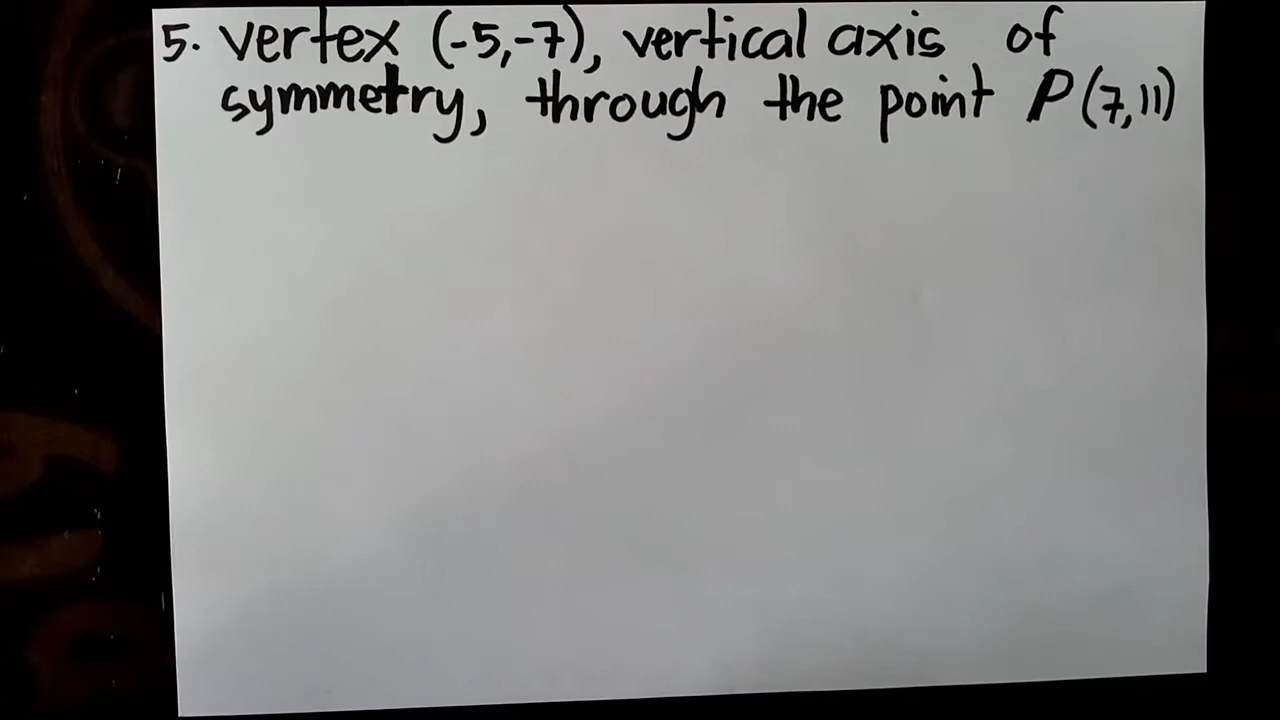 5. vertex (-5,-7), vertical axis of
symmetry, through the point P(7,11)